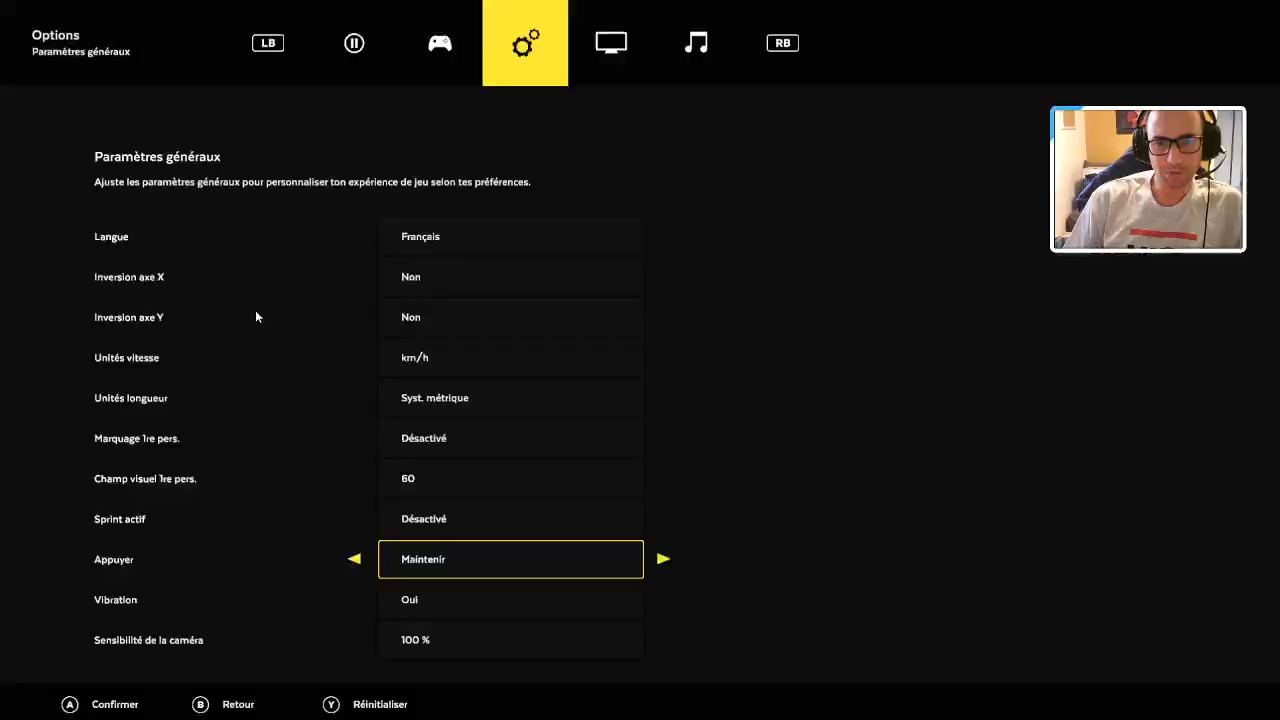 Options
Paramètres généraux
LB
RB
Paramètres généraux
Ajuste les paramètres généraux pour personnaliser ton expérience de jeu selon tes préférences.
Langue Français
Inversion axe X Non
Inversion axe Y Non
Unités vitesse km/h
Unités longueur Syst. métrique
Marquage 1re pers. Désactivé
Champ visuel 1re pers. 60
Sprint actif Désactivé
Appuyer Maintenir
Vibration Oui
Sensibilité de la caméra 100 %
A Confirmer B Retour Y Réinitialiser